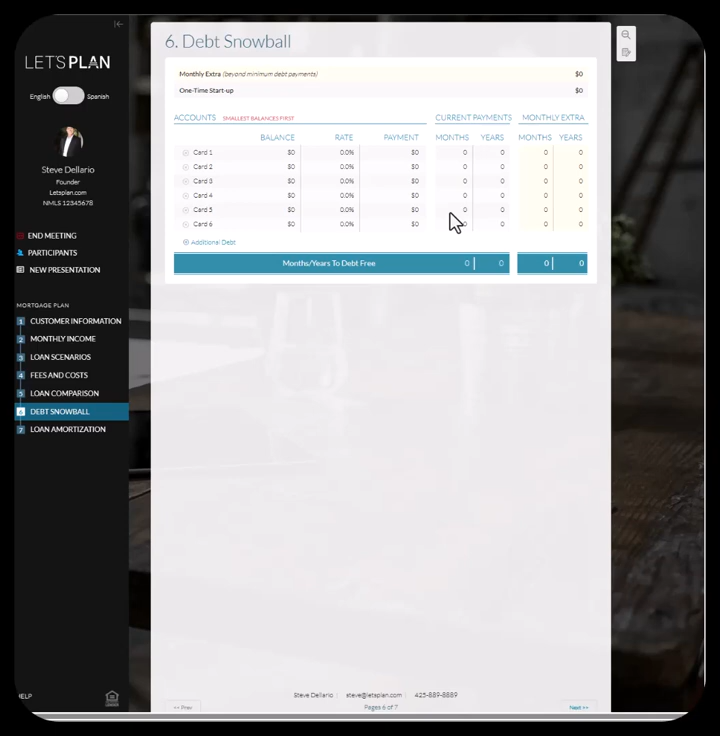 LET'S PLAN
English Spanish
Steve Dellario
Founder
Letsplan.com
NMLS 12345678
END MEETING
PARTICIPANTS
NEW PRESENTATION
MORTGAGE PLAN
1 CUSTOMER INFORMATION
2 MONTHLY INCOME
3 LOAN SCENARIOS
4 FEES AND COSTS
5 LOAN COMPARISON
6 DEBT SNOWBALL
7 LOAN AMORTIZATION
6. Debt Snowball
Monthly Extra (beyond minimum debt payments) $0
One-Time Start-up $0
ACCOUNTS SMALLEST BALANCES FIRST CURRENT PAYMENTS MONTHLY EXTRA
BALANCE RATE PAYMENT MONTHS YEARS MONTHS YEARS
Card 1 $0 0.0% $0 0 0 0 0
Card 2 $0 0.0% $0 0 0 0 0
Card 3 $0 0.0% $0 0 0 0 0
Card 4 $0 0.0% $0 0 0 0 0
Card 5 $0 0.0% $0 0 0 0 0
Card 6 $0 0.0% $0 0 0 0 0
Additional Debt
Months/Years To Debt Free 0 0 0 0
Steve Dellario | steve@letsplan.com | 425-889-8889
<< Prev Pages 6 of 7 Next >>